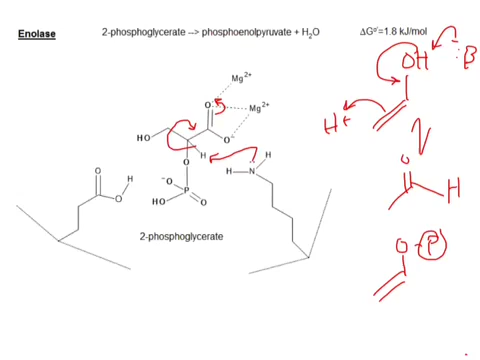 Enolase
2-phosphoglycerate --> phosphoenolpyruvate + H₂O
ΔG°'=1.8 kJ/mol
OH
:B
Mg²⁺
Mg²⁺
O
O⁻
HO
H
O
H
H
N
H+
O
H
O
H
O
⁻O
P
HO
O
2-phosphoglycerate
O-P